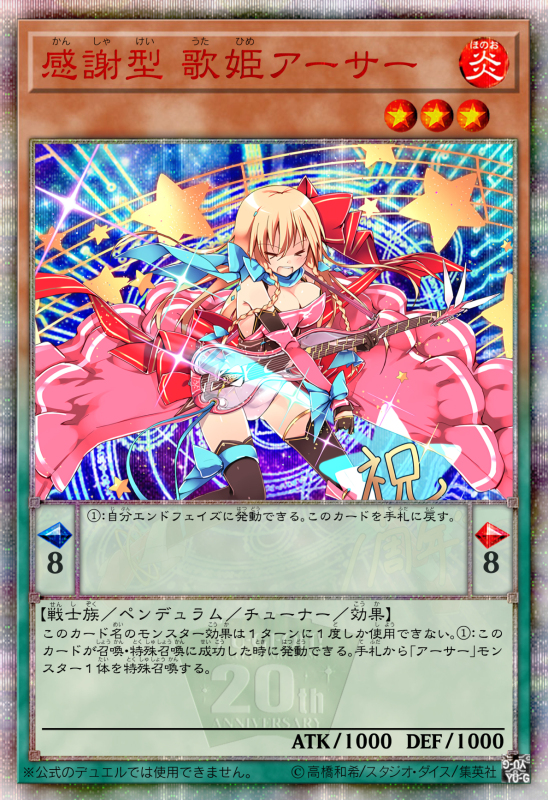 感謝型 歌姫アーサー
炎
祝
①:自分エンドフェイズに発動できる。このカードを手札に戻す。
8 8
【戦士族/ペンデュラム/チューナー/効果】
このカード名のモンスター効果は1ターンに1度しか使用できない。①:この
カードが召喚・特殊召喚に成功した時に発動できる。手札から「アーサー」モン
スター1体を特殊召喚する。
20th
ANNIVERSARY
ATK/1000 DEF/1000
※公式のデュエルでは使用できません。 ©高橋和希/スタジオ・ダイス/集英社